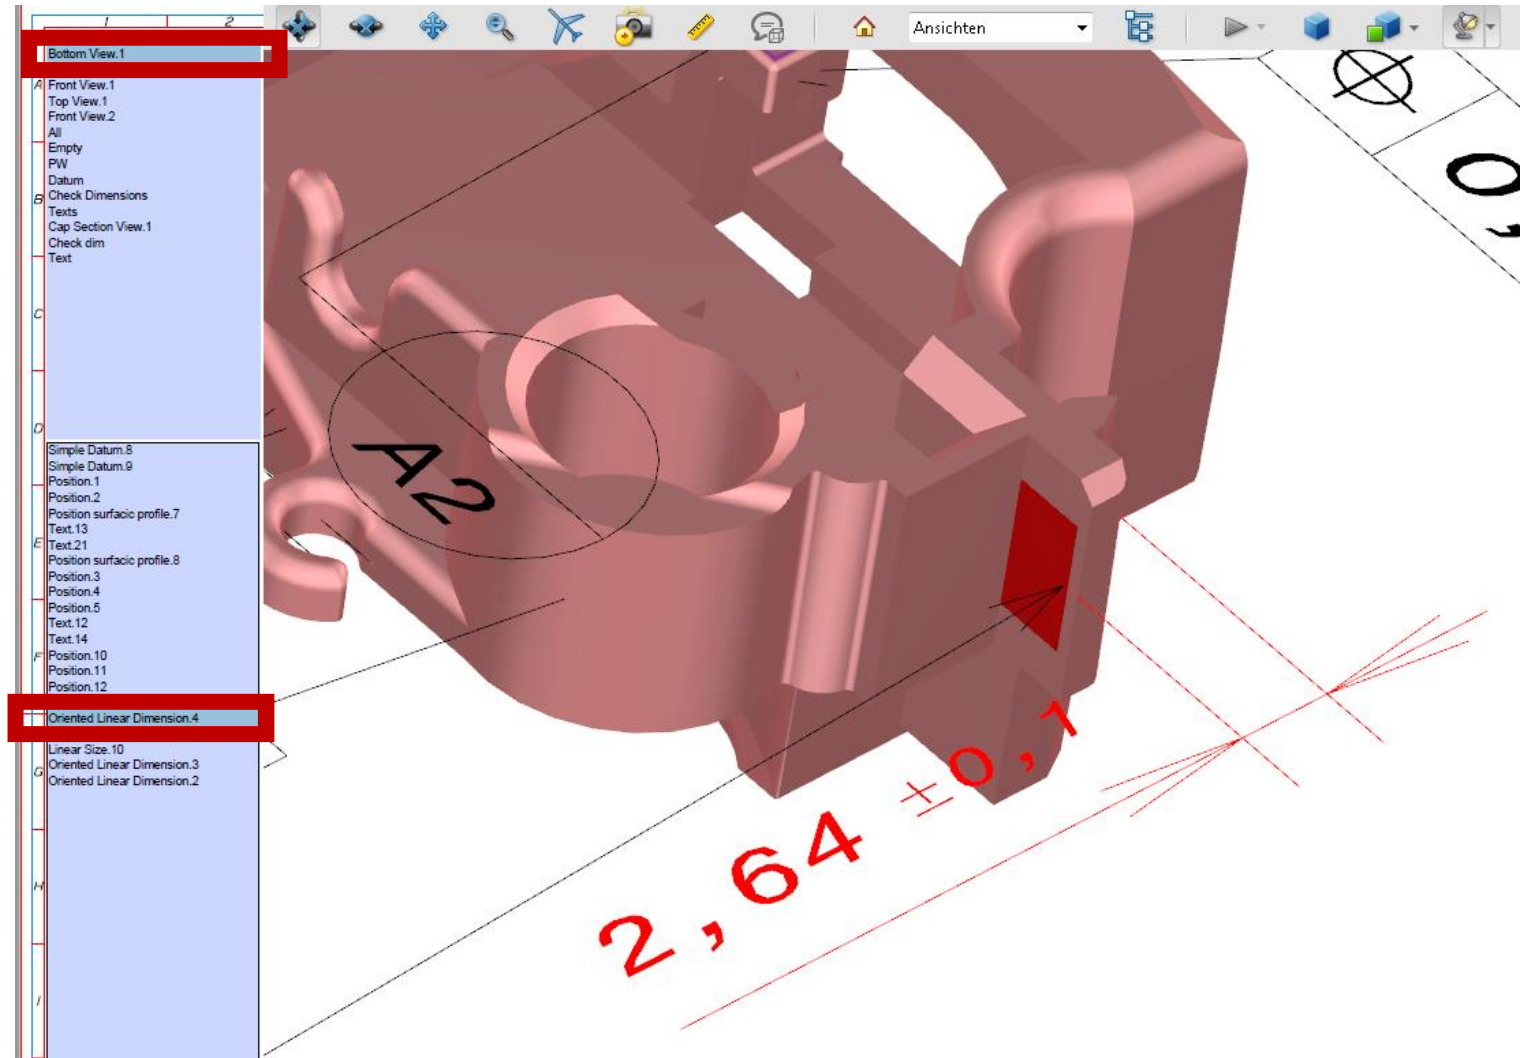 1 2
Ansichten
Bottom View.1
A
Front View.1
Top View.1
Front View.2
All
Empty
PW
Datum
B
Check Dimensions
Texts
Cap Section View.1
Check dim
Text
C
D
Simple Datum.8
Simple Datum.9
Position.1
Position.2
Position surfacic profile.7
Text.13
E
Text.21
Position surfacic profile.8
Position.3
Position.4
Position.5
Text.12
Text.14
F
Position.10
Position.11
Position.12
Oriented Linear Dimension.4
Linear Size.10
G
Oriented Linear Dimension.3
Oriented Linear Dimension.2
H
I
A2
0,
2,64 ±0,1